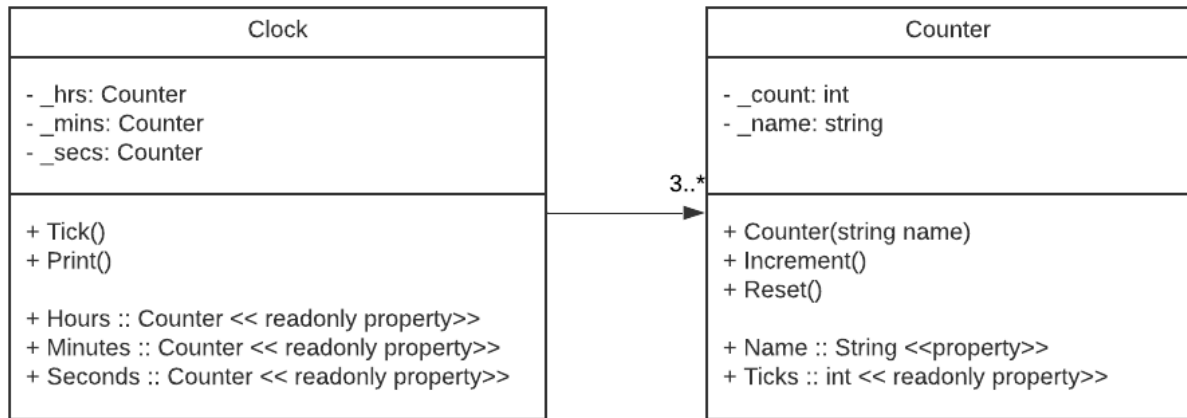 Clock
- _hrs: Counter
- _mins: Counter
- _secs: Counter
+ Tick()
+ Print()
+ Hours :: Counter << readonly property>>
+ Minutes :: Counter << readonly property>>
+ Seconds :: Counter << readonly property>>
3..*
Counter
- _count: int
- _name: string
+ Counter(string name)
+ Increment()
+ Reset()
+ Name :: String <<property>>
+ Ticks :: int << readonly property>>